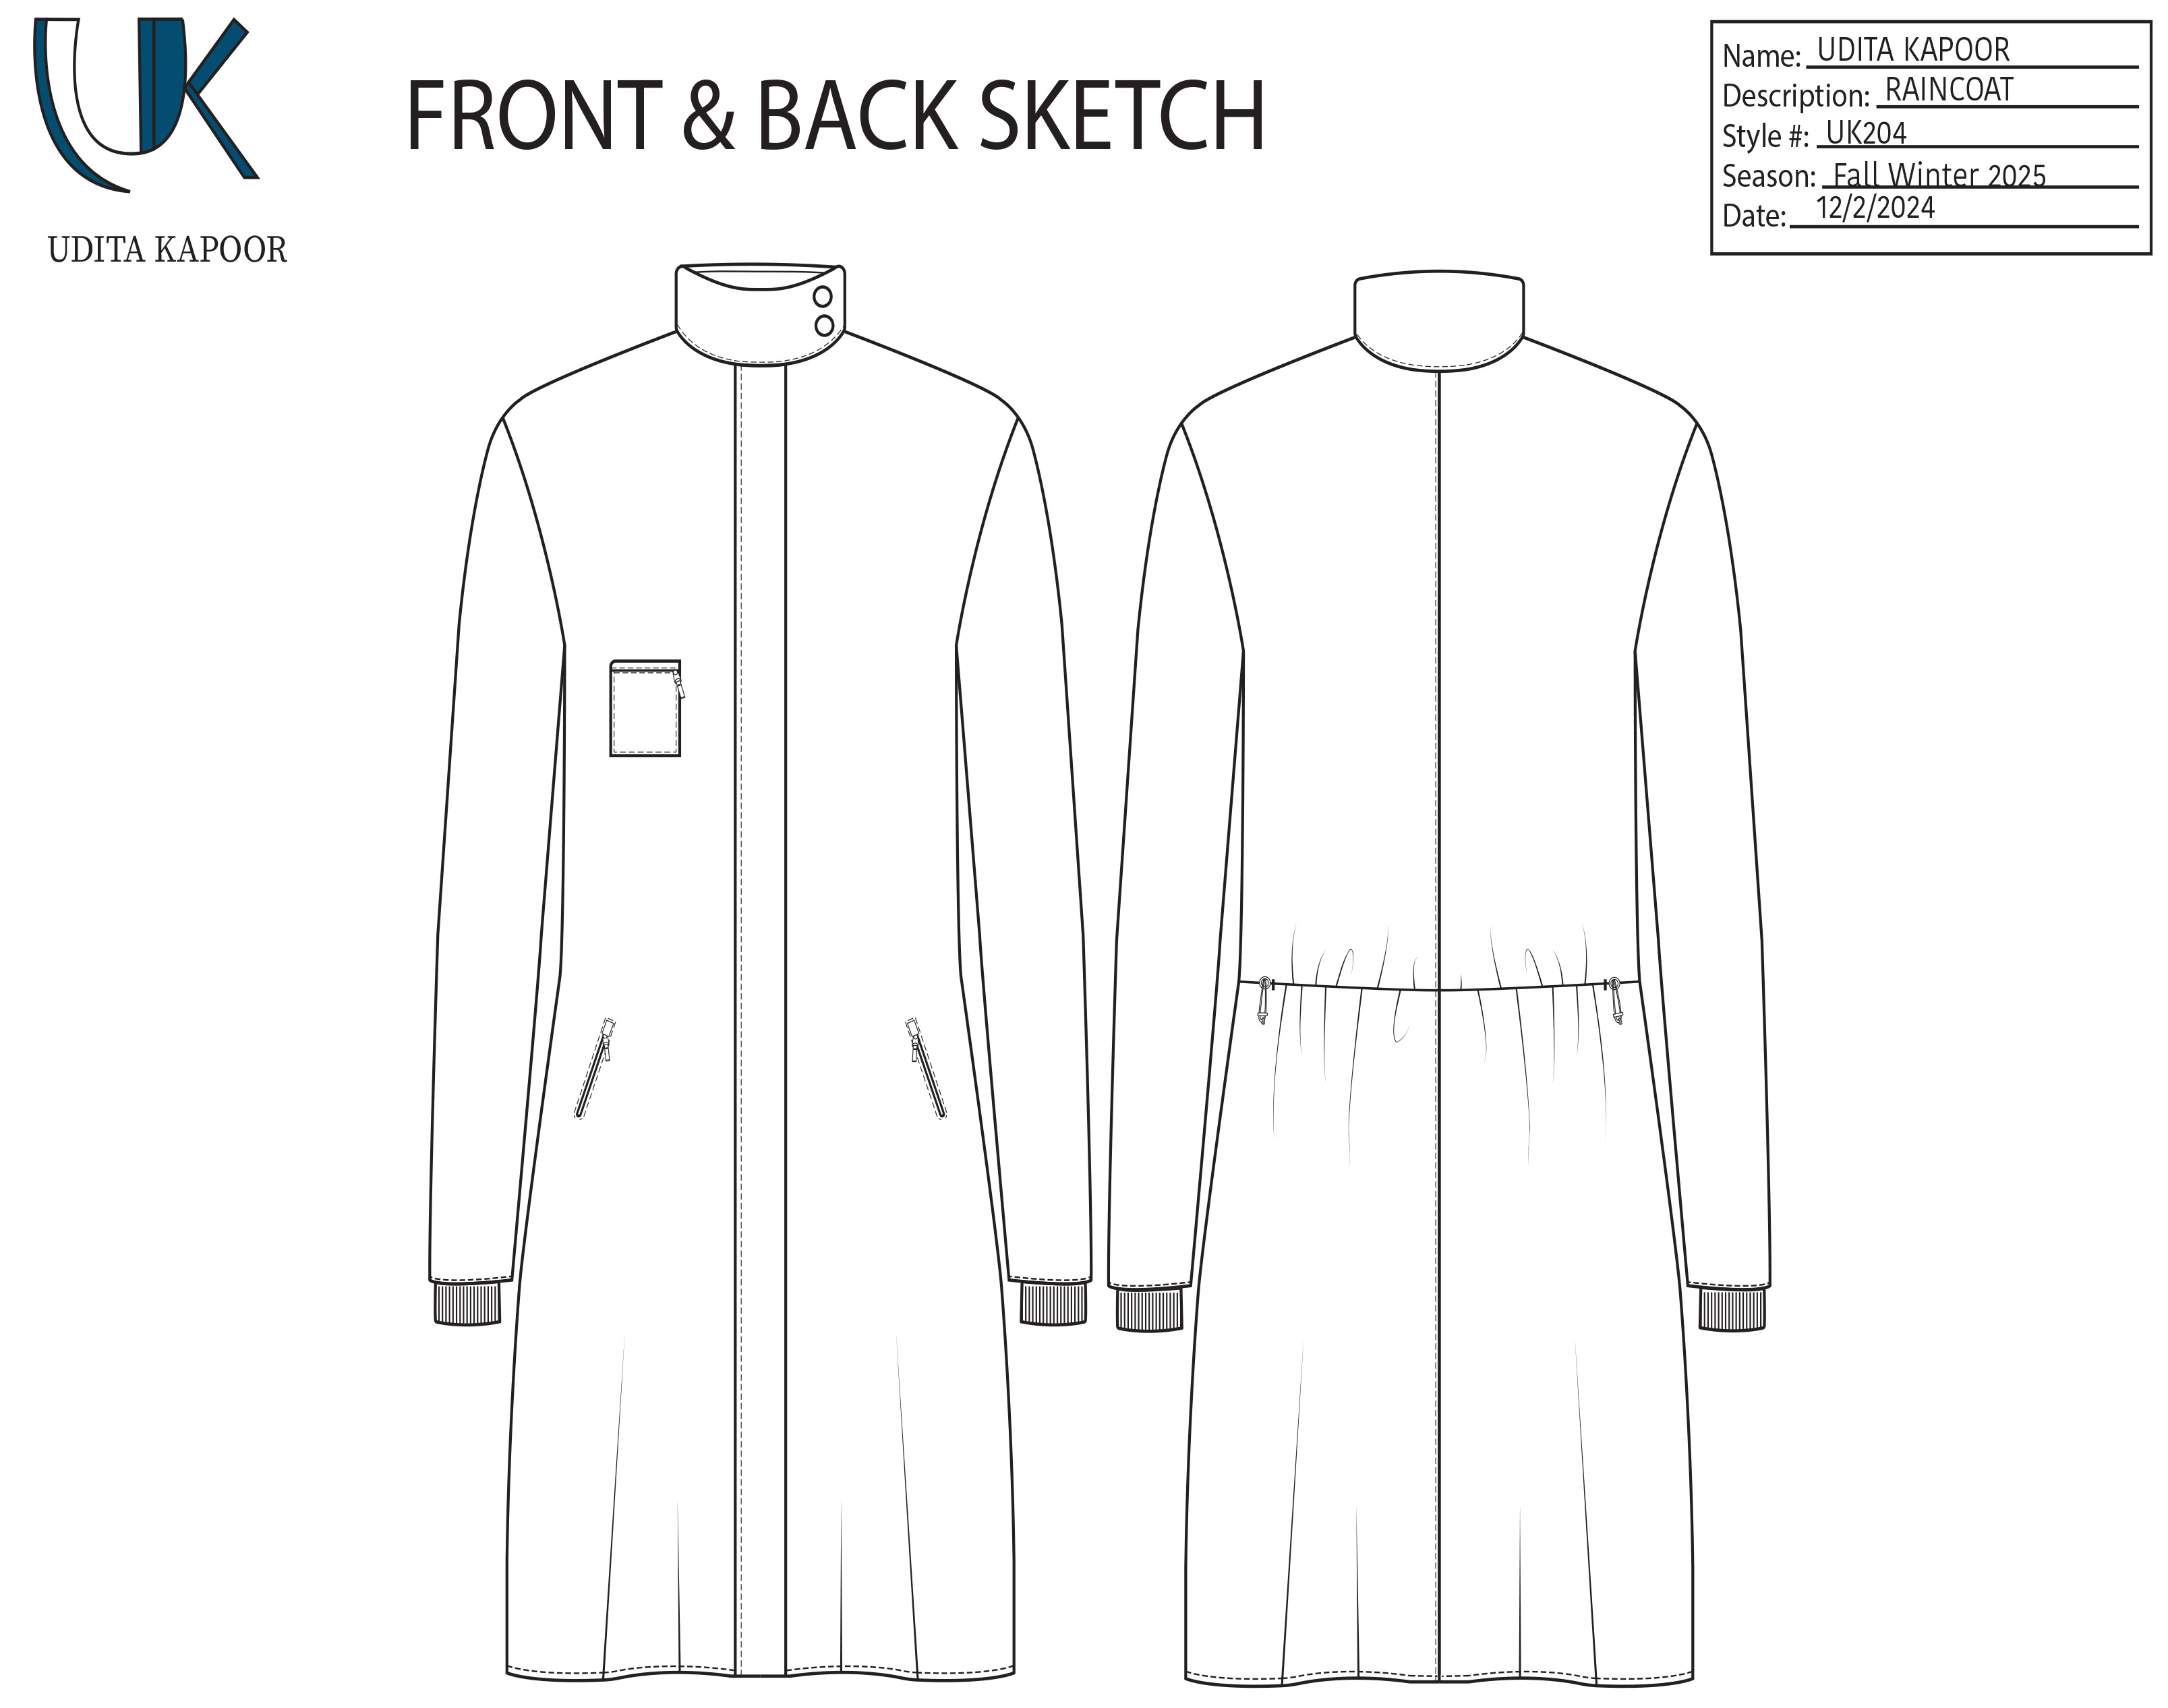 UK
UDITA KAPOOR
FRONT & BACK SKETCH
Name: UDITA KAPOOR
Description: RAINCOAT
Style #: UK204
Season: Fall Winter 2025
Date: 12/2/2024